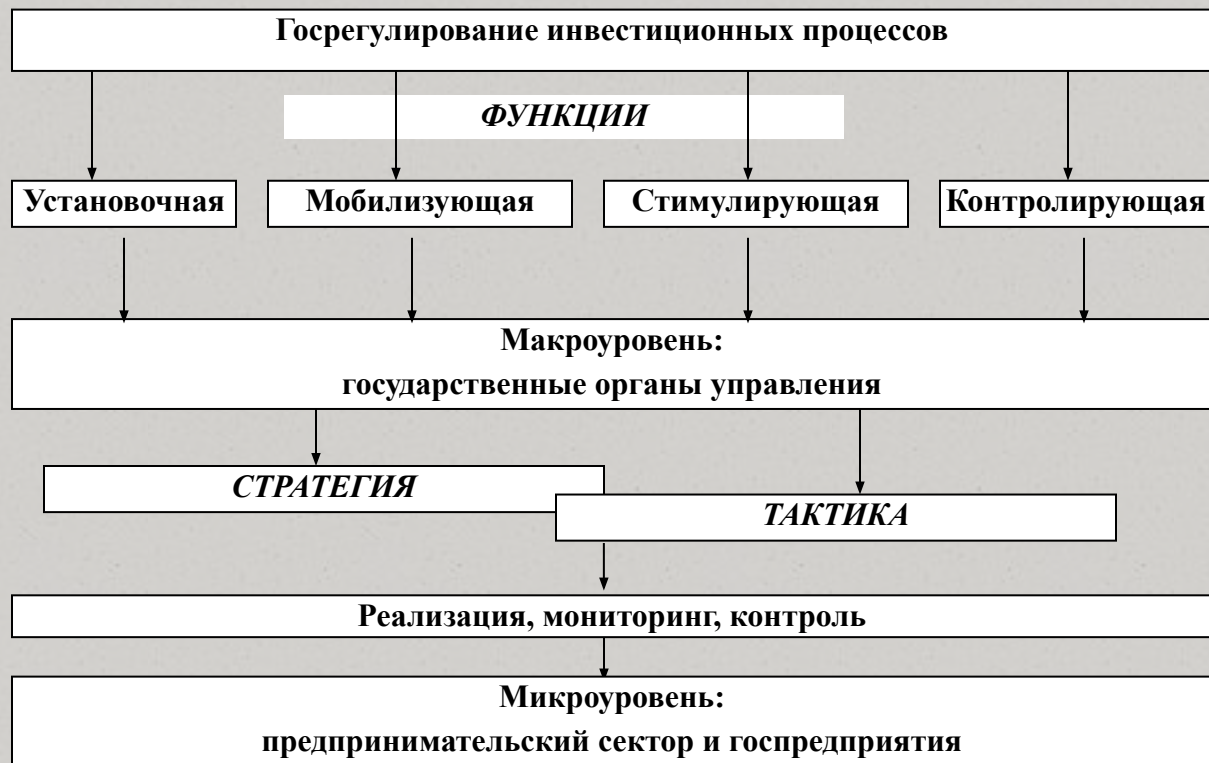 Госрегулирование инвестиционных процессов
ФУНКЦИИ
Установочная
Мобилизующая
Стимулирующая
Контролирующая
Макроуровень:
государственные органы управления
СТРАТЕГИЯ
ТАКТИКА
Реализация, мониторинг, контроль
Микроуровень:
предпринимательский сектор и госпредприятия